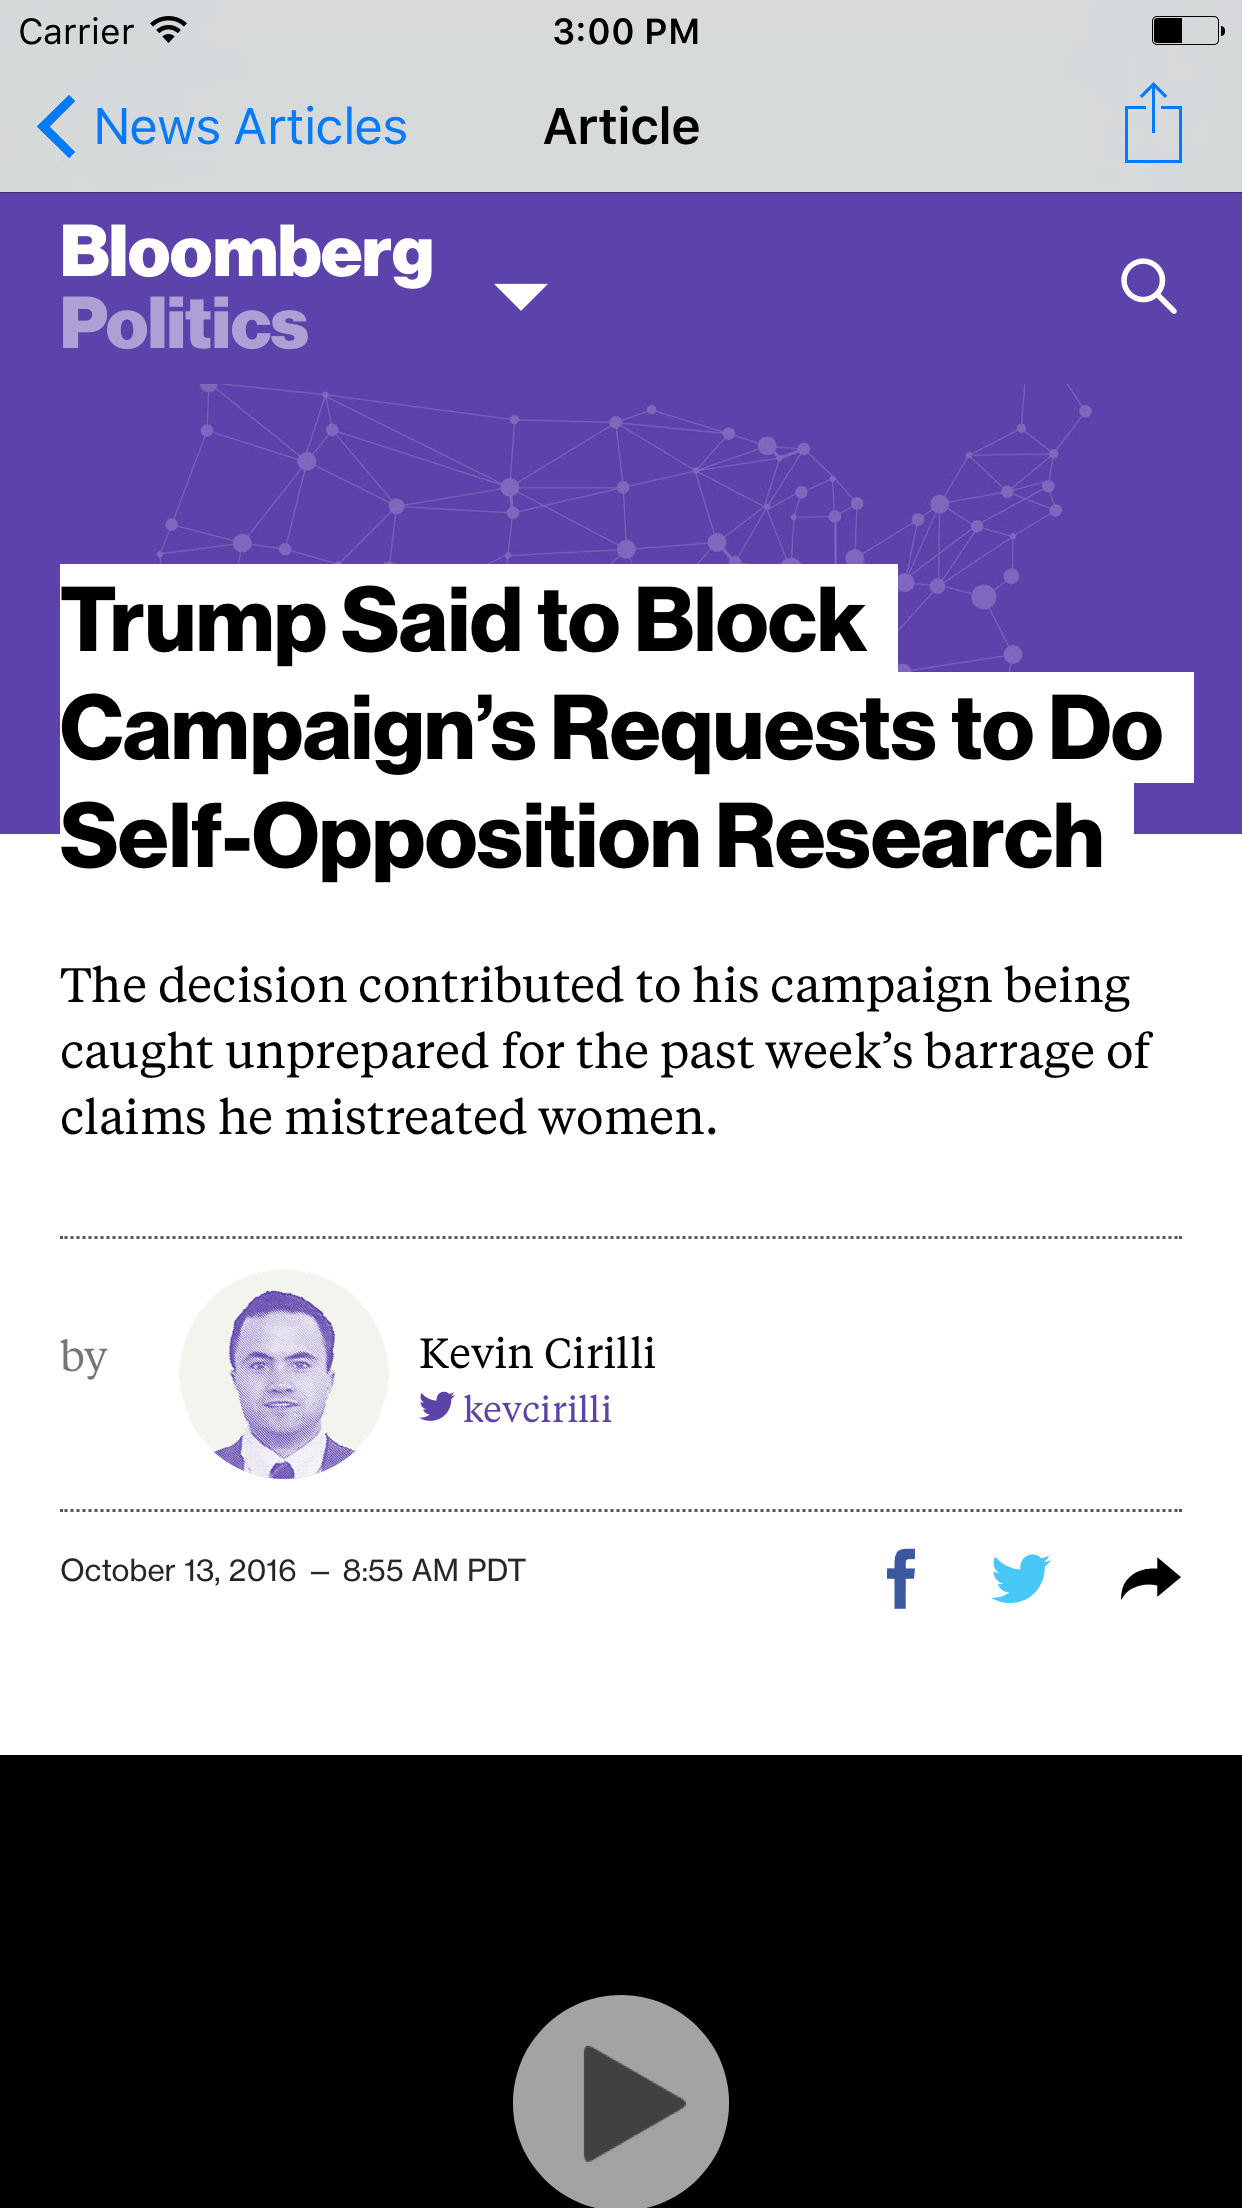 Carrier 3:00 PM
News Articles Article
Bloomberg
Politics
Trump Said to Block
Campaign’s Requests to Do
Self-Opposition Research
The decision contributed to his campaign being
caught unprepared for the past week’s barrage of
claims he mistreated women.
by
Kevin Cirilli
kevcirilli
October 13, 2016 — 8:55 AM PDT